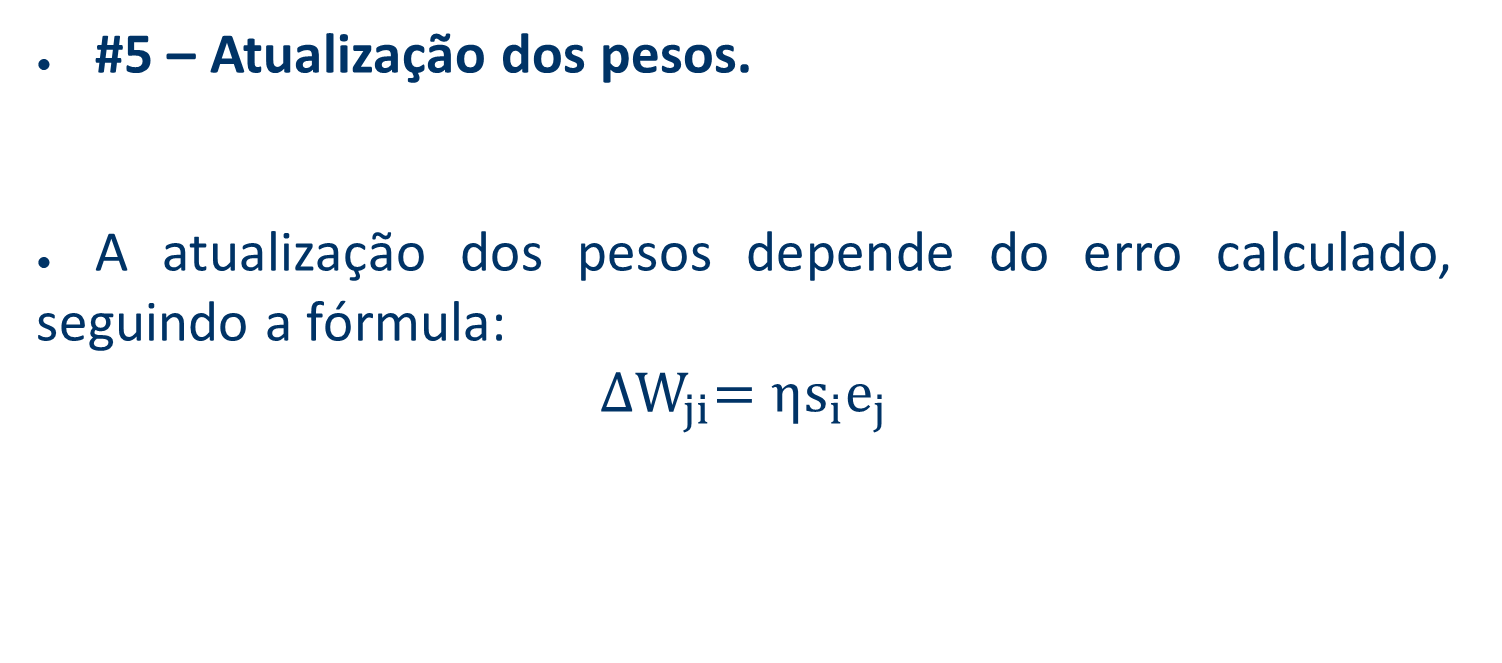 • #5 – Atualização dos pesos.
• A atualização dos pesos depende do erro calculado,
seguindo a fórmula:
ΔWⱼᵢ= ηsᵢeⱼ